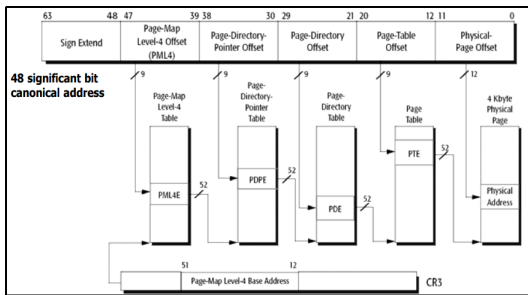 63 48 47 39 38 30 29 21 20 12 11 0
Sign Extend
Page-Map
Level-4 Offset
(PML4)
Page-Directory-
Pointer Offset
Page-Directory
Offset
Page-Table
Offset
Physical-
Page Offset
48 significant bit
canonical address
9 9 9 9 12
Page-Map
Level-4
Table
Page-
Directory-
Pointer
Table
Page-
Directory
Table
Page
Table
4 Kbyte
Physical
Page
PML4E
52
PDPE
52
PDE
52
PTE
52
Physical
Address
51 12
Page-Map Level-4 Base Address
CR3